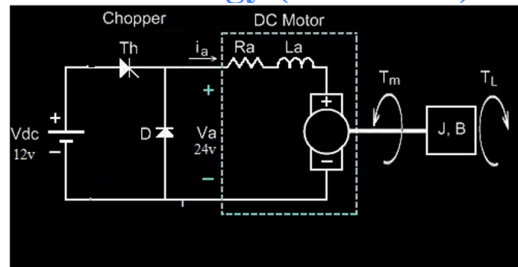 Chopper
DC Motor
Th
ia
Ra
La
+
+
+
Tm
TL
Vdc
12v
D
Va
24v
J, B
−
−
−